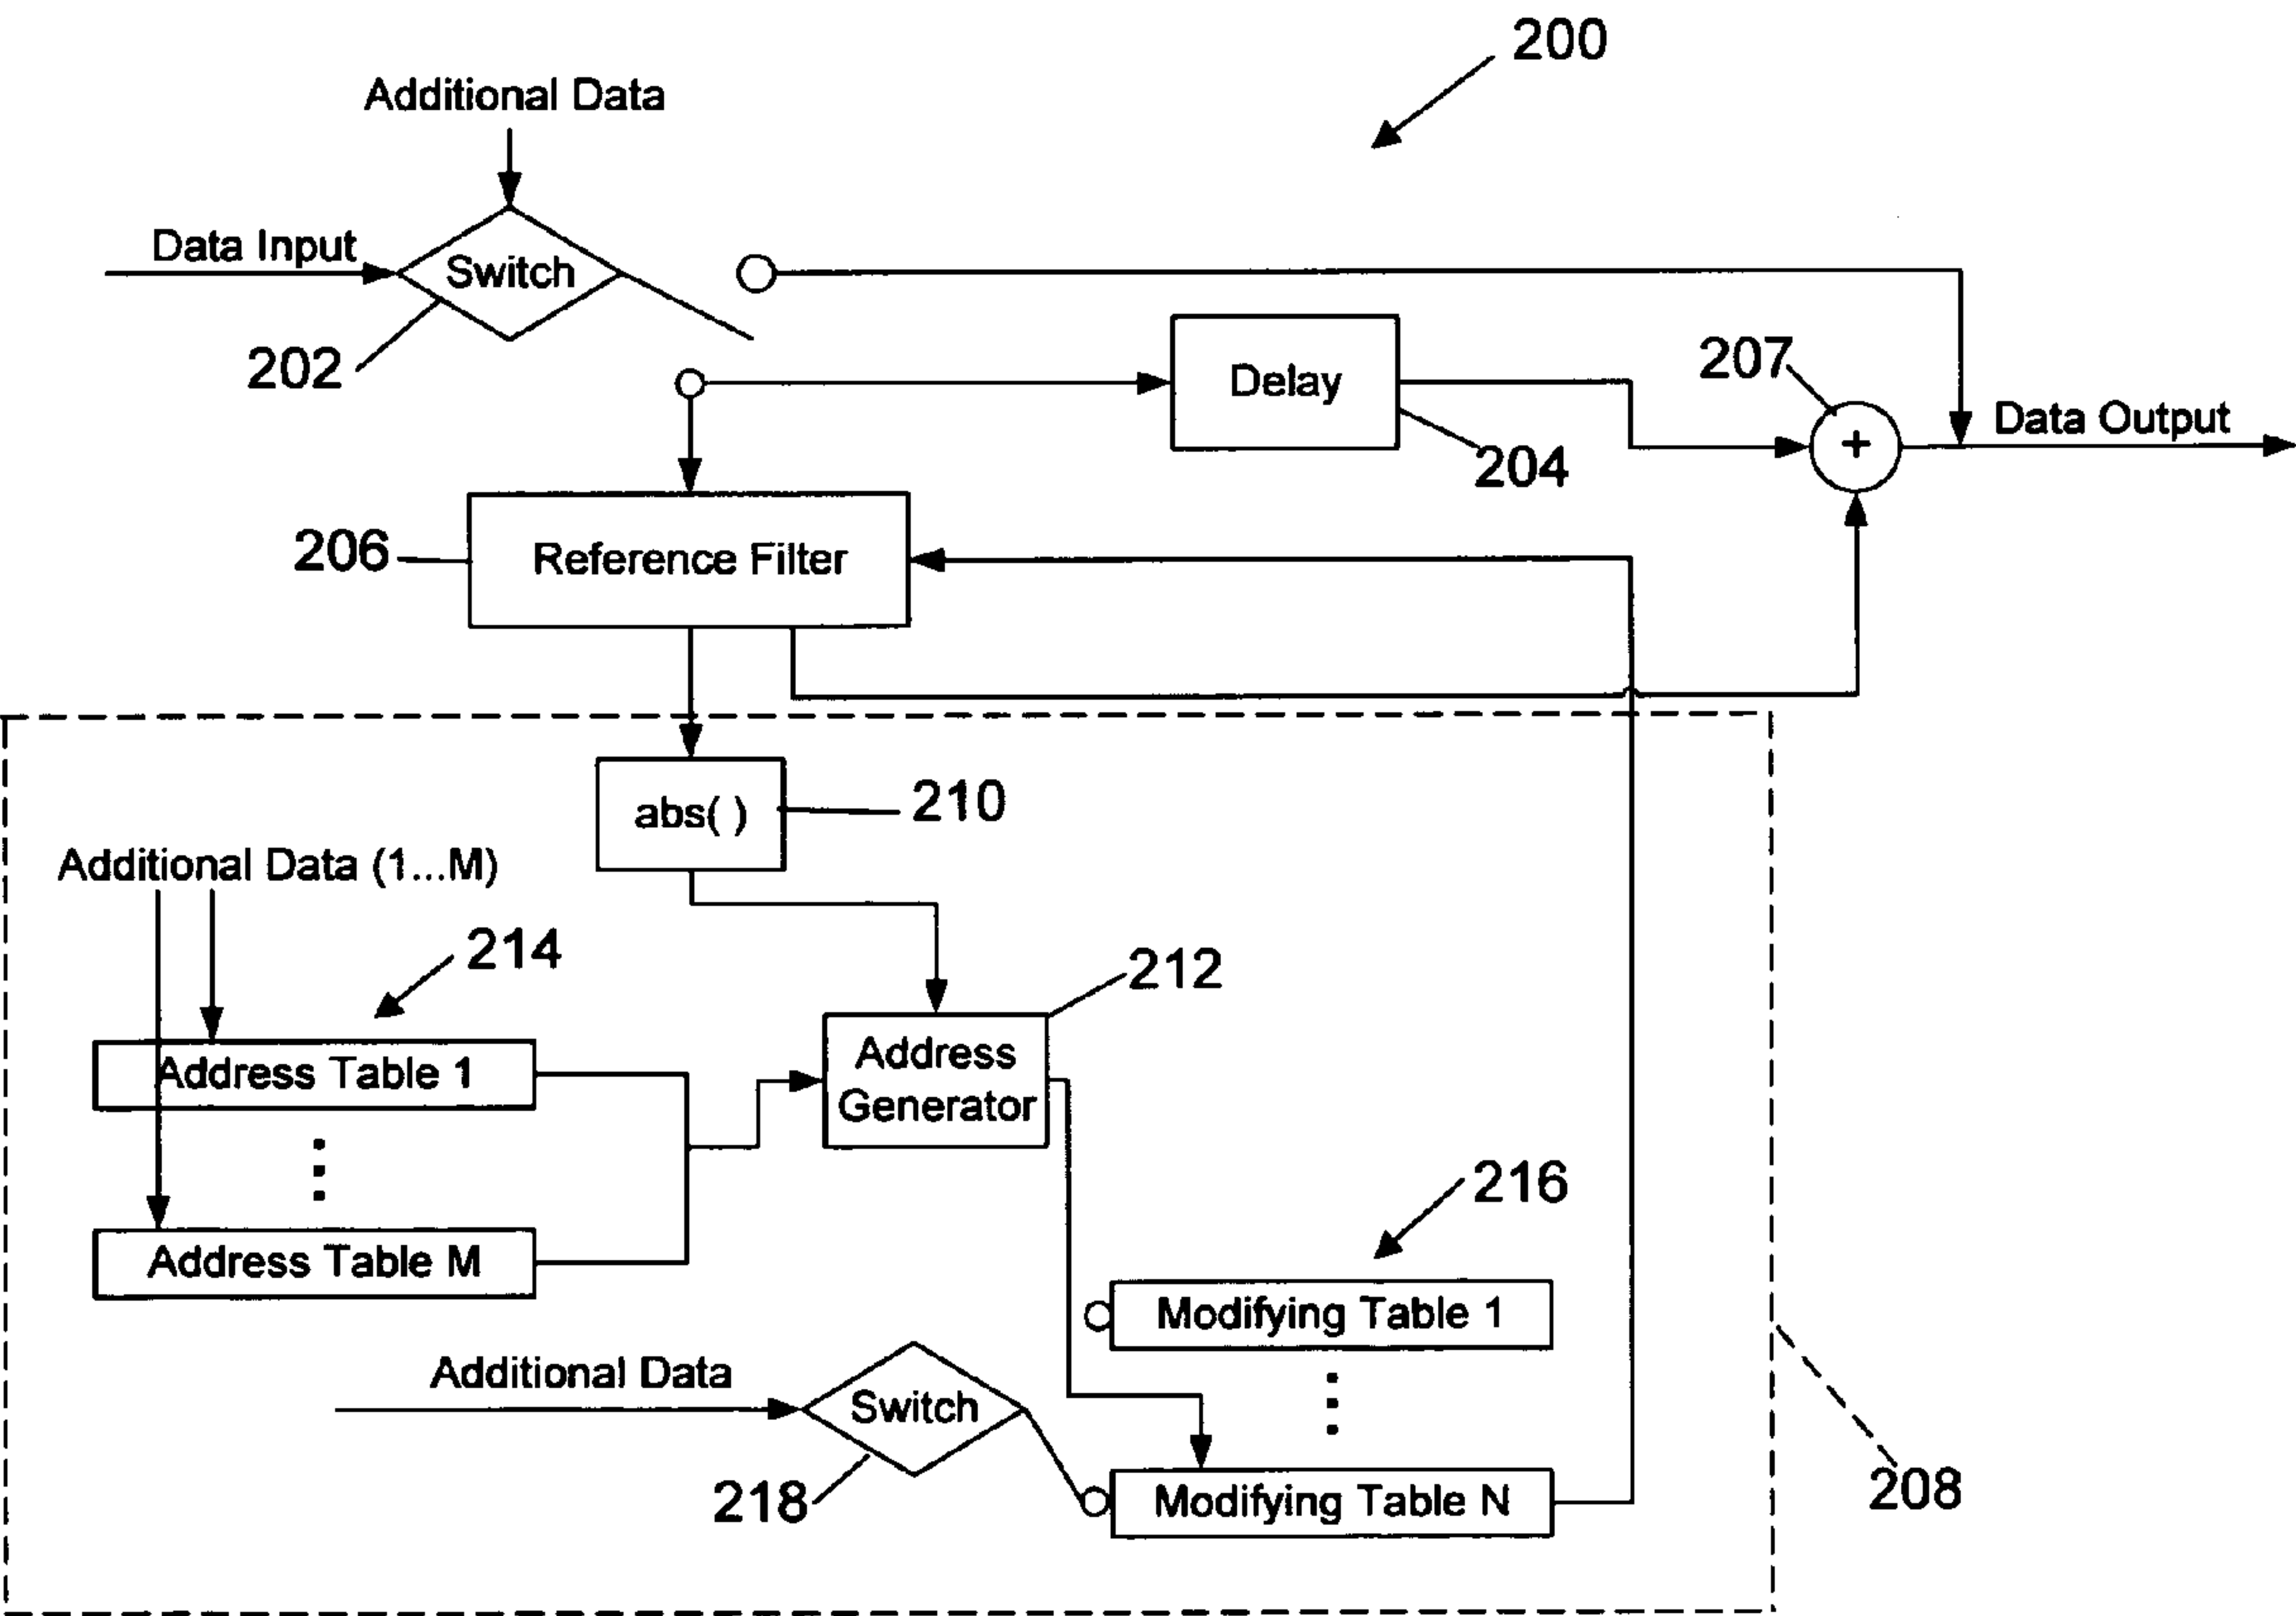 200
Additional Data
Data Input
Switch
202
Delay
204
207
+
Data Output
206
Reference Filter
abs( )
210
Additional Data (1...M)
214
212
Address Table 1
Address
Generator
Address Table M
216
Modifying Table 1
Additional Data
Switch
218
Modifying Table N
208